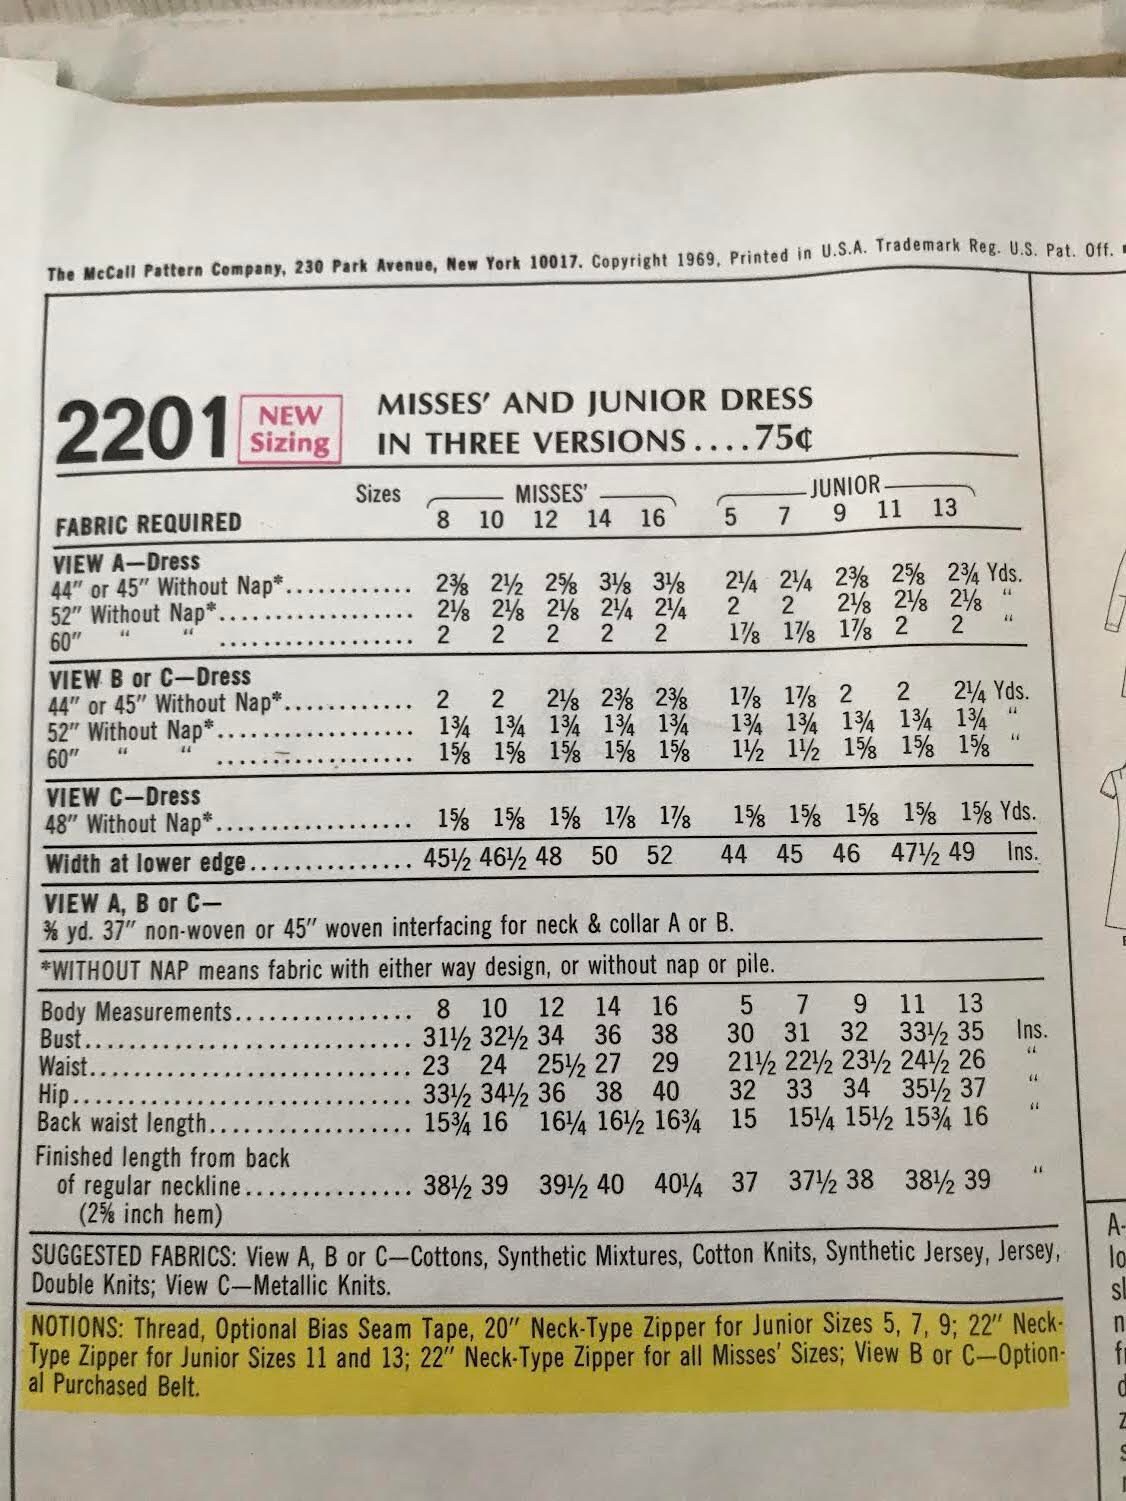 The McCall Pattern Company, 230 Park Avenue, New York 10017. Copyright 1969, Printed in U.S.A. Trademark Reg. U.S. Pat. Off.
2201 NEW Sizing MISSES' AND JUNIOR DRESS
IN THREE VERSIONS....75¢
Sizes MISSES' JUNIOR
FABRIC REQUIRED 8 10 12 14 16 5 7 9 11 13
VIEW A—Dress
44" or 45" Without Nap*............ 2⅜ 2½ 2⅝ 3⅛ 3⅛ 2¼ 2¼ 2⅜ 2⅝ 2¾ Yds.
52" Without Nap*.................. 2⅛ 2⅛ 2⅛ 2¼ 2¼ 2 2 2⅛ 2⅛ 2⅛ "
60" " " .................. 2 2 2 2 2 1⅞ 1⅞ 1⅞ 2 2 "
VIEW B or C—Dress
44" or 45" Without Nap*............ 2 2 2⅛ 2⅜ 2⅜ 1⅞ 1⅞ 2 2 2¼ Yds.
52" Without Nap*.................. 1¾ 1¾ 1¾ 1¾ 1¾ 1¾ 1¾ 1¾ 1¾ 1¾ "
60" " " .................. 1⅝ 1⅝ 1⅝ 1⅝ 1⅝ 1½ 1½ 1⅝ 1⅝ 1⅝ "
VIEW C—Dress
48" Without Nap*.................. 1⅝ 1⅝ 1⅝ 1⅞ 1⅞ 1⅝ 1⅝ 1⅝ 1⅝ 1⅝ Yds.
Width at lower edge............... 45½ 46½ 48 50 52 44 45 46 47½ 49 Ins.
VIEW A, B or C—
⅜ yd. 37" non-woven or 45" woven interfacing for neck & collar A or B.
*WITHOUT NAP means fabric with either way design, or without nap or pile.
Body Measurements................ 8 10 12 14 16 5 7 9 11 13
Bust............................. 31½ 32½ 34 36 38 30 31 32 33½ 35 Ins.
Waist............................ 23 24 25½ 27 29 21½ 22½ 23½ 24½ 26 "
Hip.............................. 33½ 34½ 36 38 40 32 33 34 35½ 37 "
Back waist length.................. 15¾ 16 16¼ 16½ 16¾ 15 15¼ 15½ 15¾ 16 "
Finished length from back
of regular neckline............... 38½ 39 39½ 40 40¼ 37 37½ 38 38½ 39 "
(2⅝ inch hem)
SUGGESTED FABRICS: View A, B or C—Cottons, Synthetic Mixtures, Cotton Knits, Synthetic Jersey, Jersey,
Double Knits; View C—Metallic Knits.
NOTIONS: Thread, Optional Bias Seam Tape, 20" Neck-Type Zipper for Junior Sizes 5, 7, 9; 22" Neck-
Type Zipper for Junior Sizes 11 and 13; 22" Neck-Type Zipper for all Misses' Sizes; View B or C—Option-
al Purchased Belt.